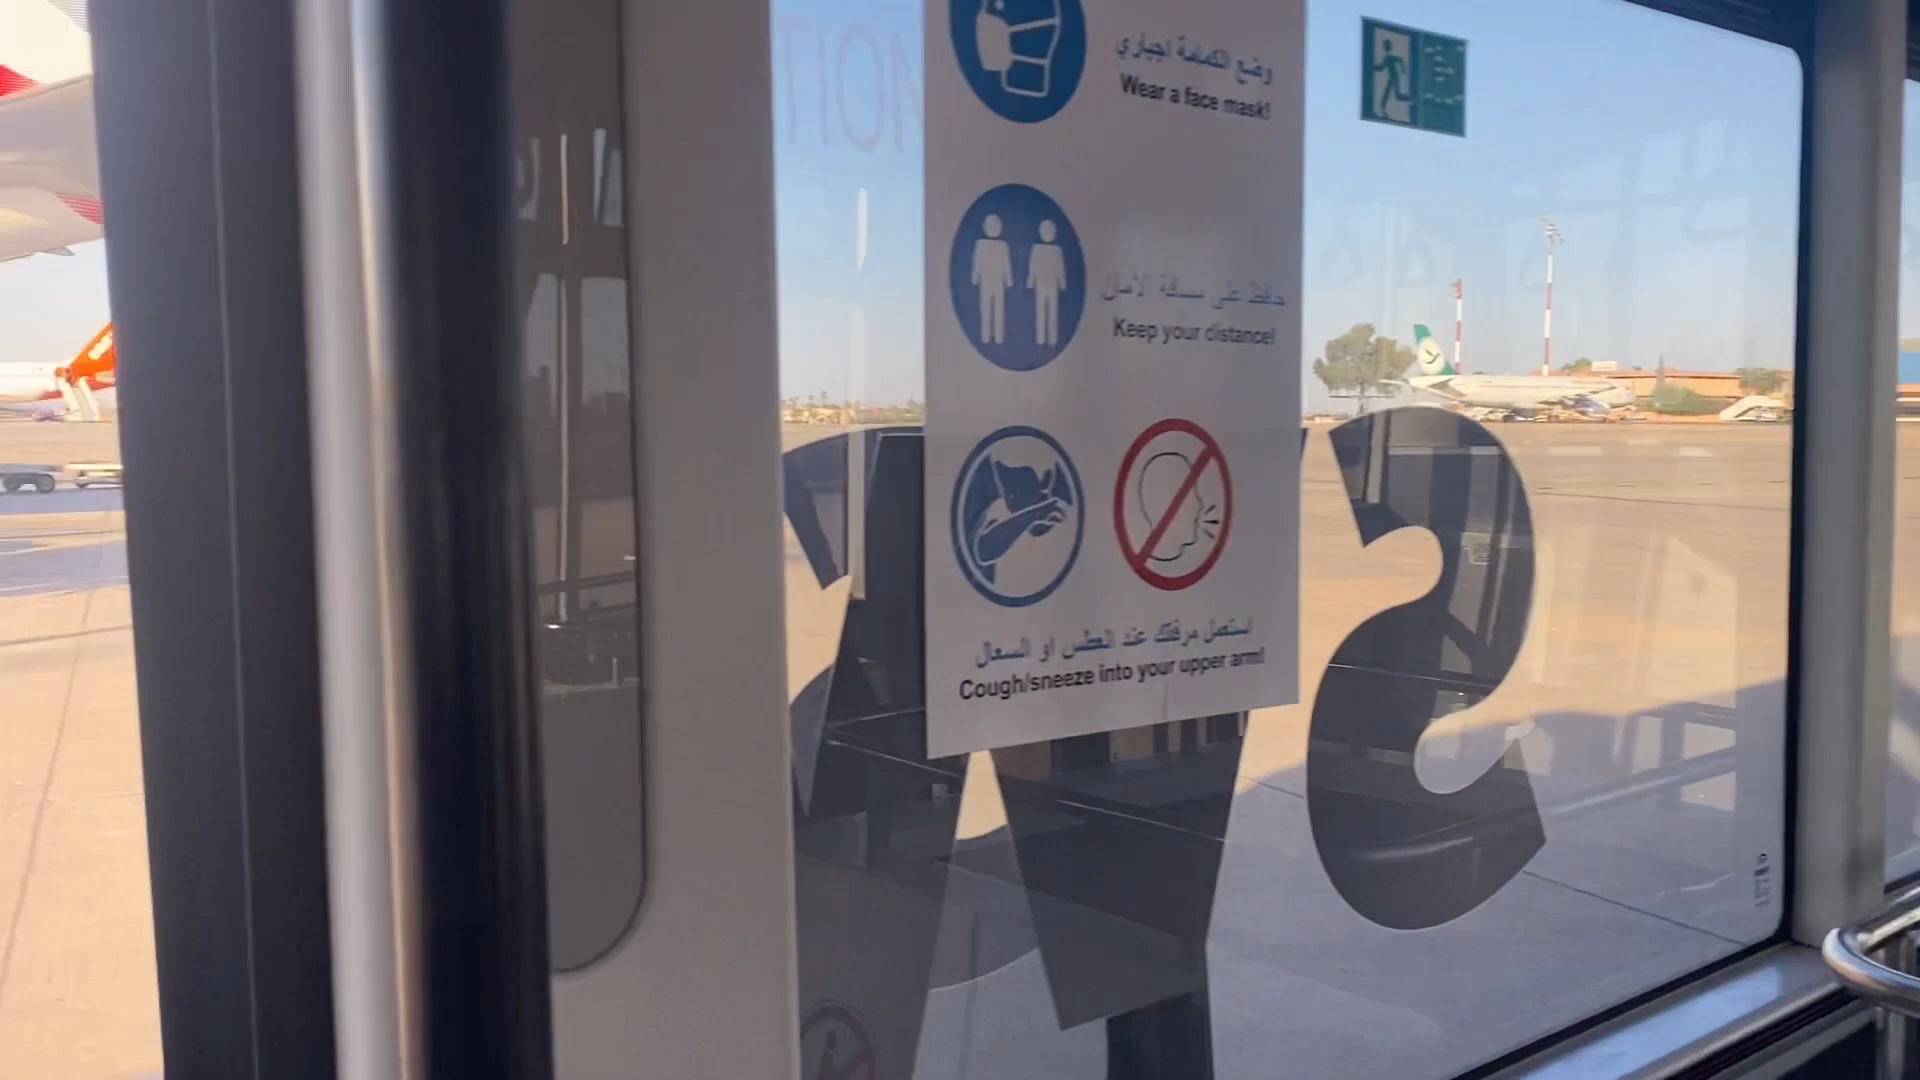 وضع الكمامة اجباري
Wear a face mask!
حافظ على مسافة الأمان
Keep your distance!
استعمل مرفقك عند العطس او السعال
Cough/sneeze into your upper arm!
S